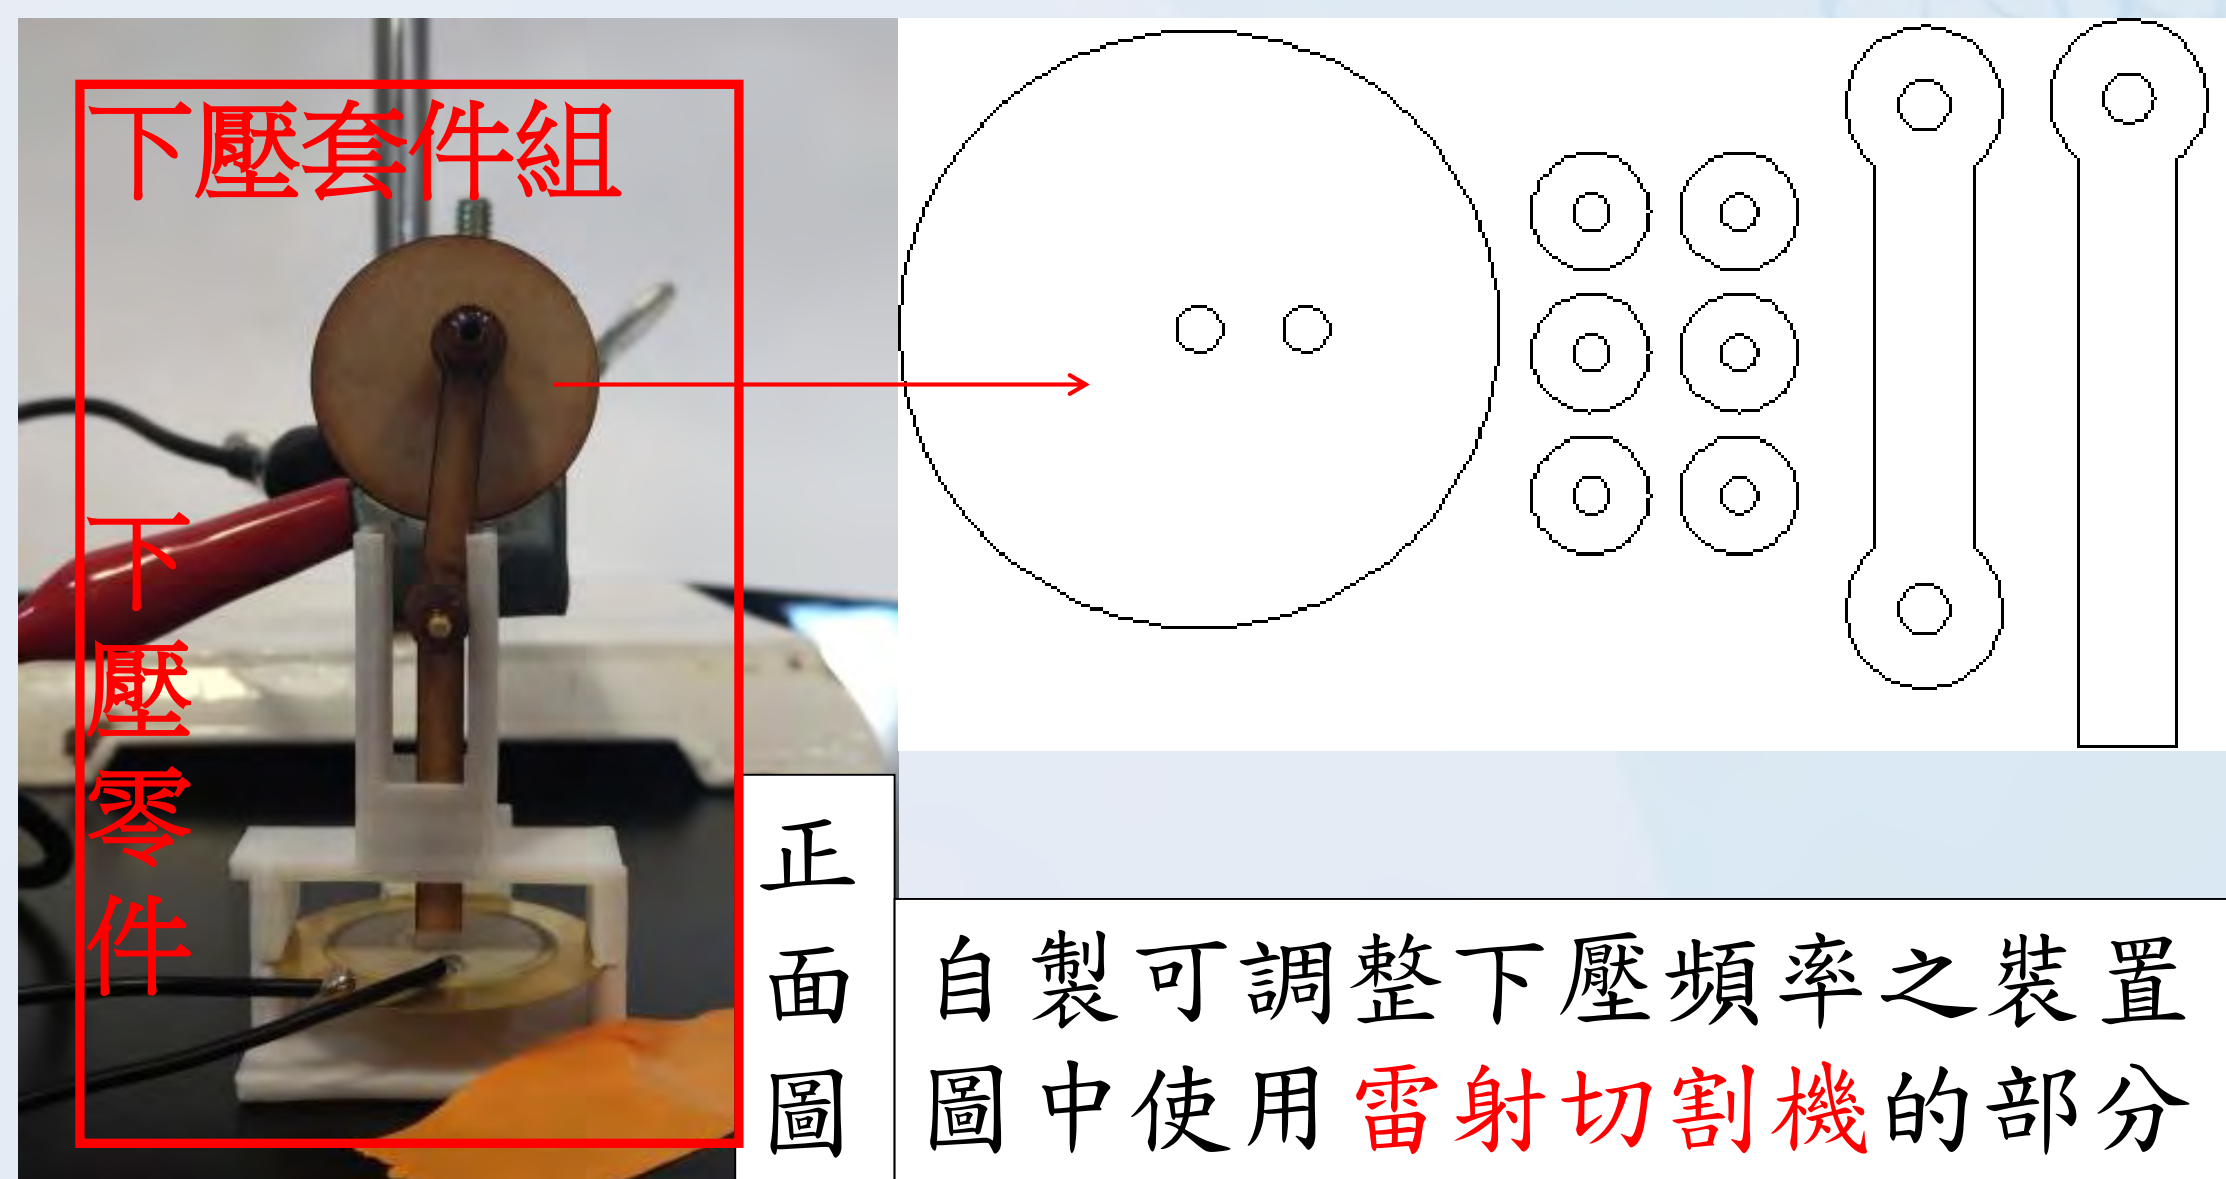 下壓套件組
下壓零件
正面圖
自製可調整下壓頻率之裝置
圖中使用雷射切割機的部分